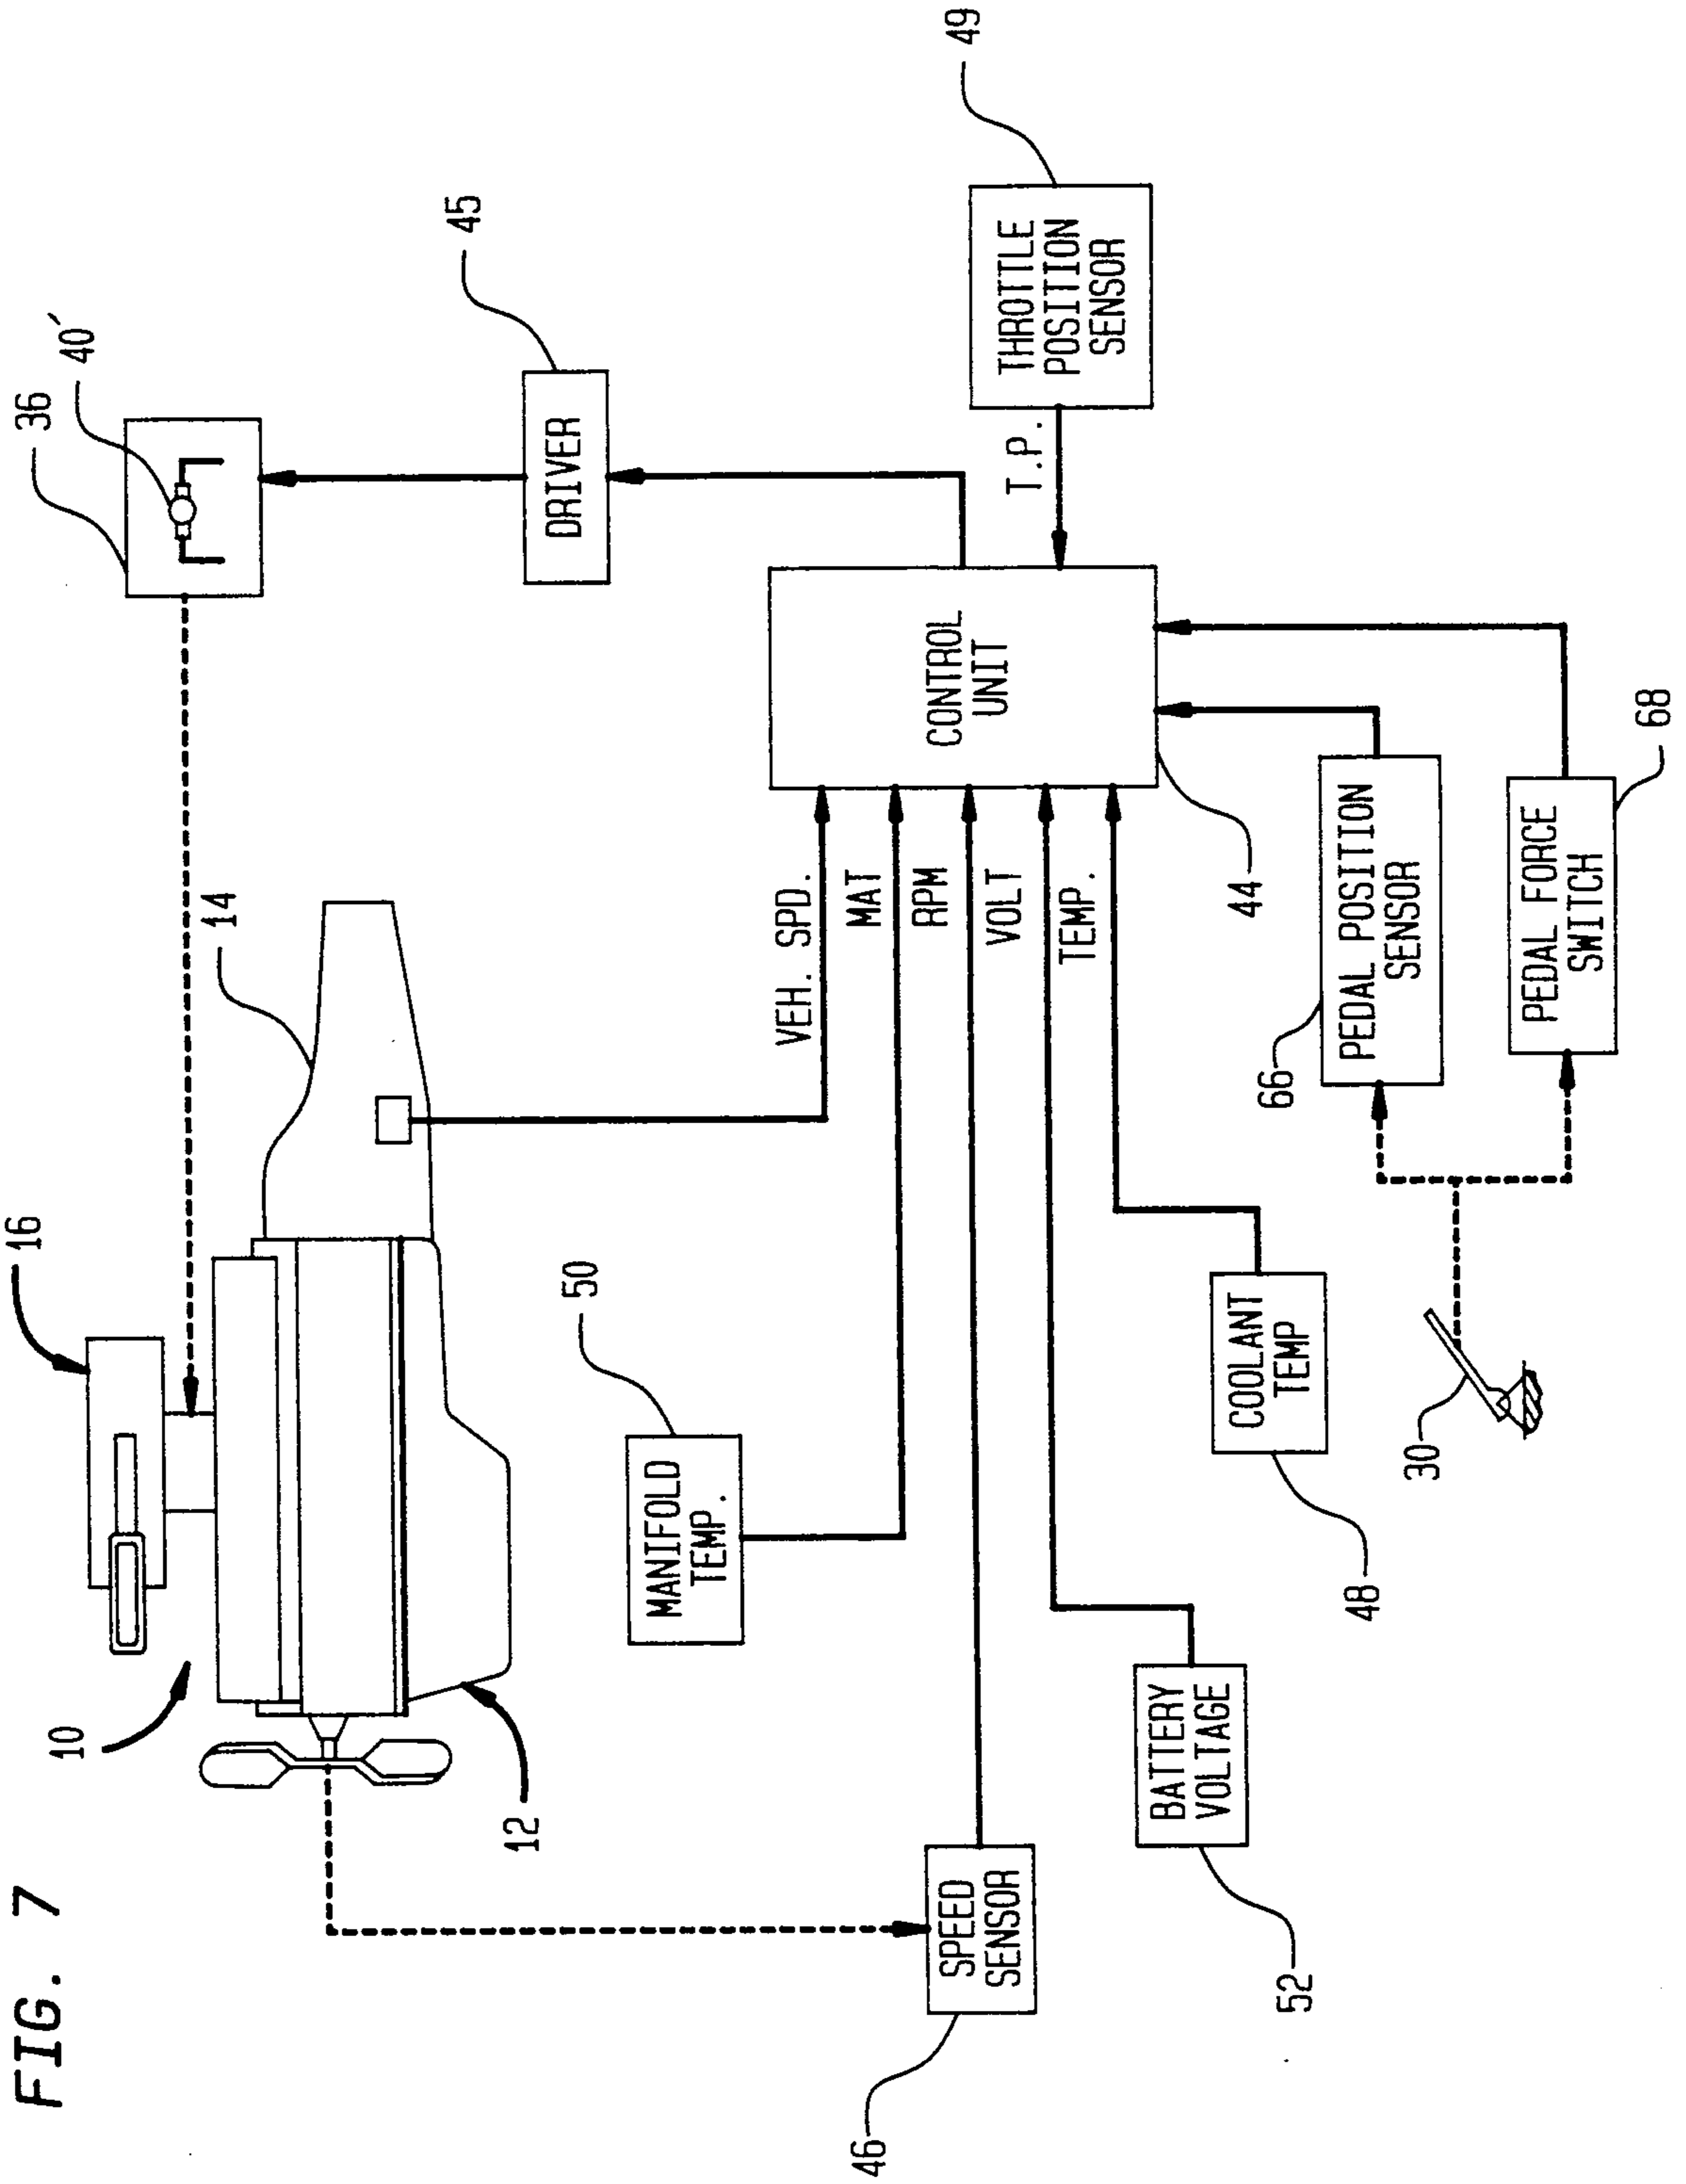 FIG. 7
10
16
14
36
40′
12
50
45
MANIFOLD
TEMP.
DRIVER
49
VEH. SPD.
MAT
RPM
VOLT
TEMP.
CONTROL
UNIT
T.P.
THROTTLE
POSITION
SENSOR
46
SPEED
SENSOR
52
BATTERY
VOLTAGE
48
COOLANT
TEMP
44
66
PEDAL POSITION
SENSOR
30
PEDAL FORCE
SWITCH
68